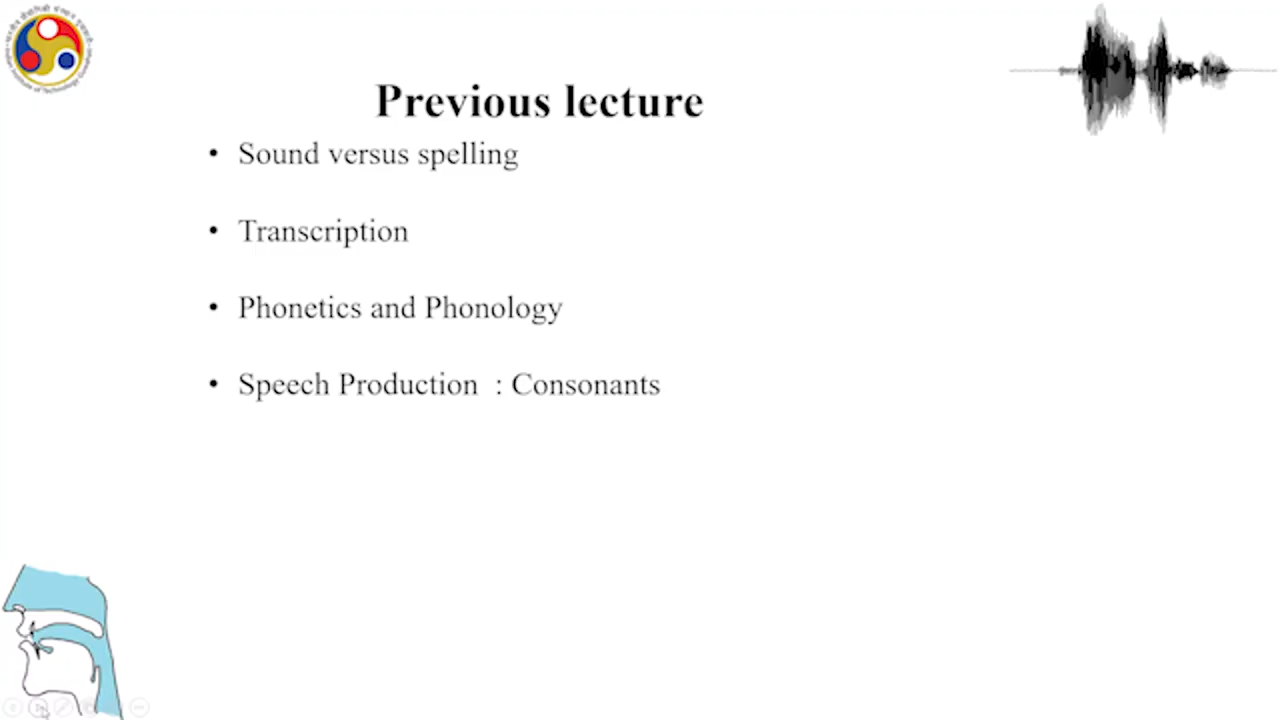 Previous lecture
• Sound versus spelling
• Transcription
• Phonetics and Phonology
• Speech Production : Consonants